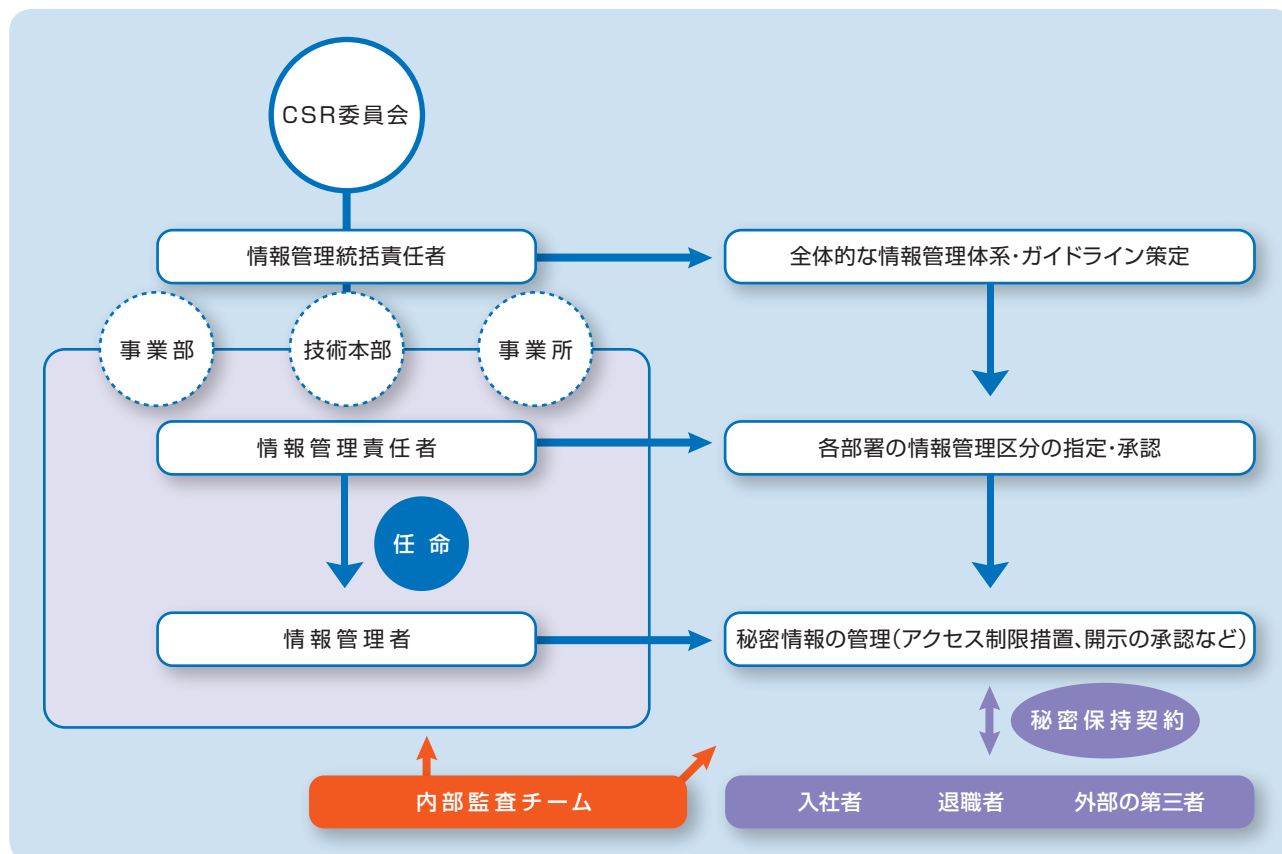 CSR委員会
情報管理統括責任者
全体的な情報管理体系・ガイドライン策定
事業部
技術本部
事業所
情報管理責任者
各部署の情報管理区分の指定・承認
任命
情報管理者
秘密情報の管理(アクセス制限措置、開示の承認など)
秘密保持契約
内部監査チーム
入社者 退職者 外部の第三者